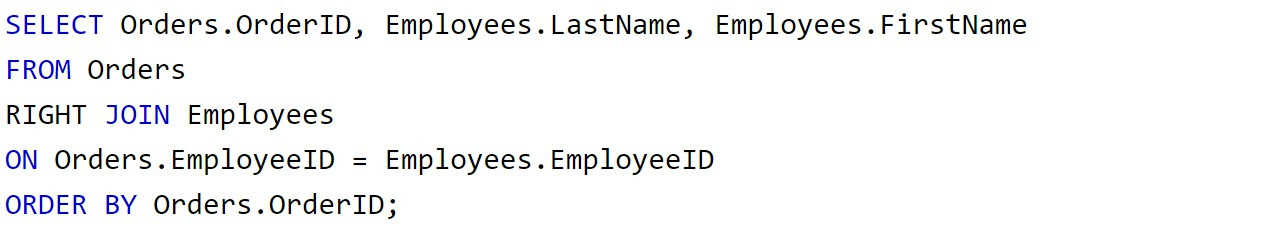 SELECT Orders.OrderID, Employees.LastName, Employees.FirstName
FROM Orders
RIGHT JOIN Employees
ON Orders.EmployeeID = Employees.EmployeeID
ORDER BY Orders.OrderID;